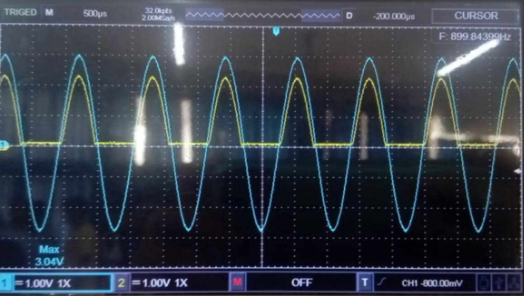 TRIGED M 500μs 32.0kpts 2.00MSa/s D -200.000μs CURSOR
F: 899.84399Hz
Max
3.04V
1 1.00V 1X 2 1.00V 1X M OFF T CH1 -800.00mV